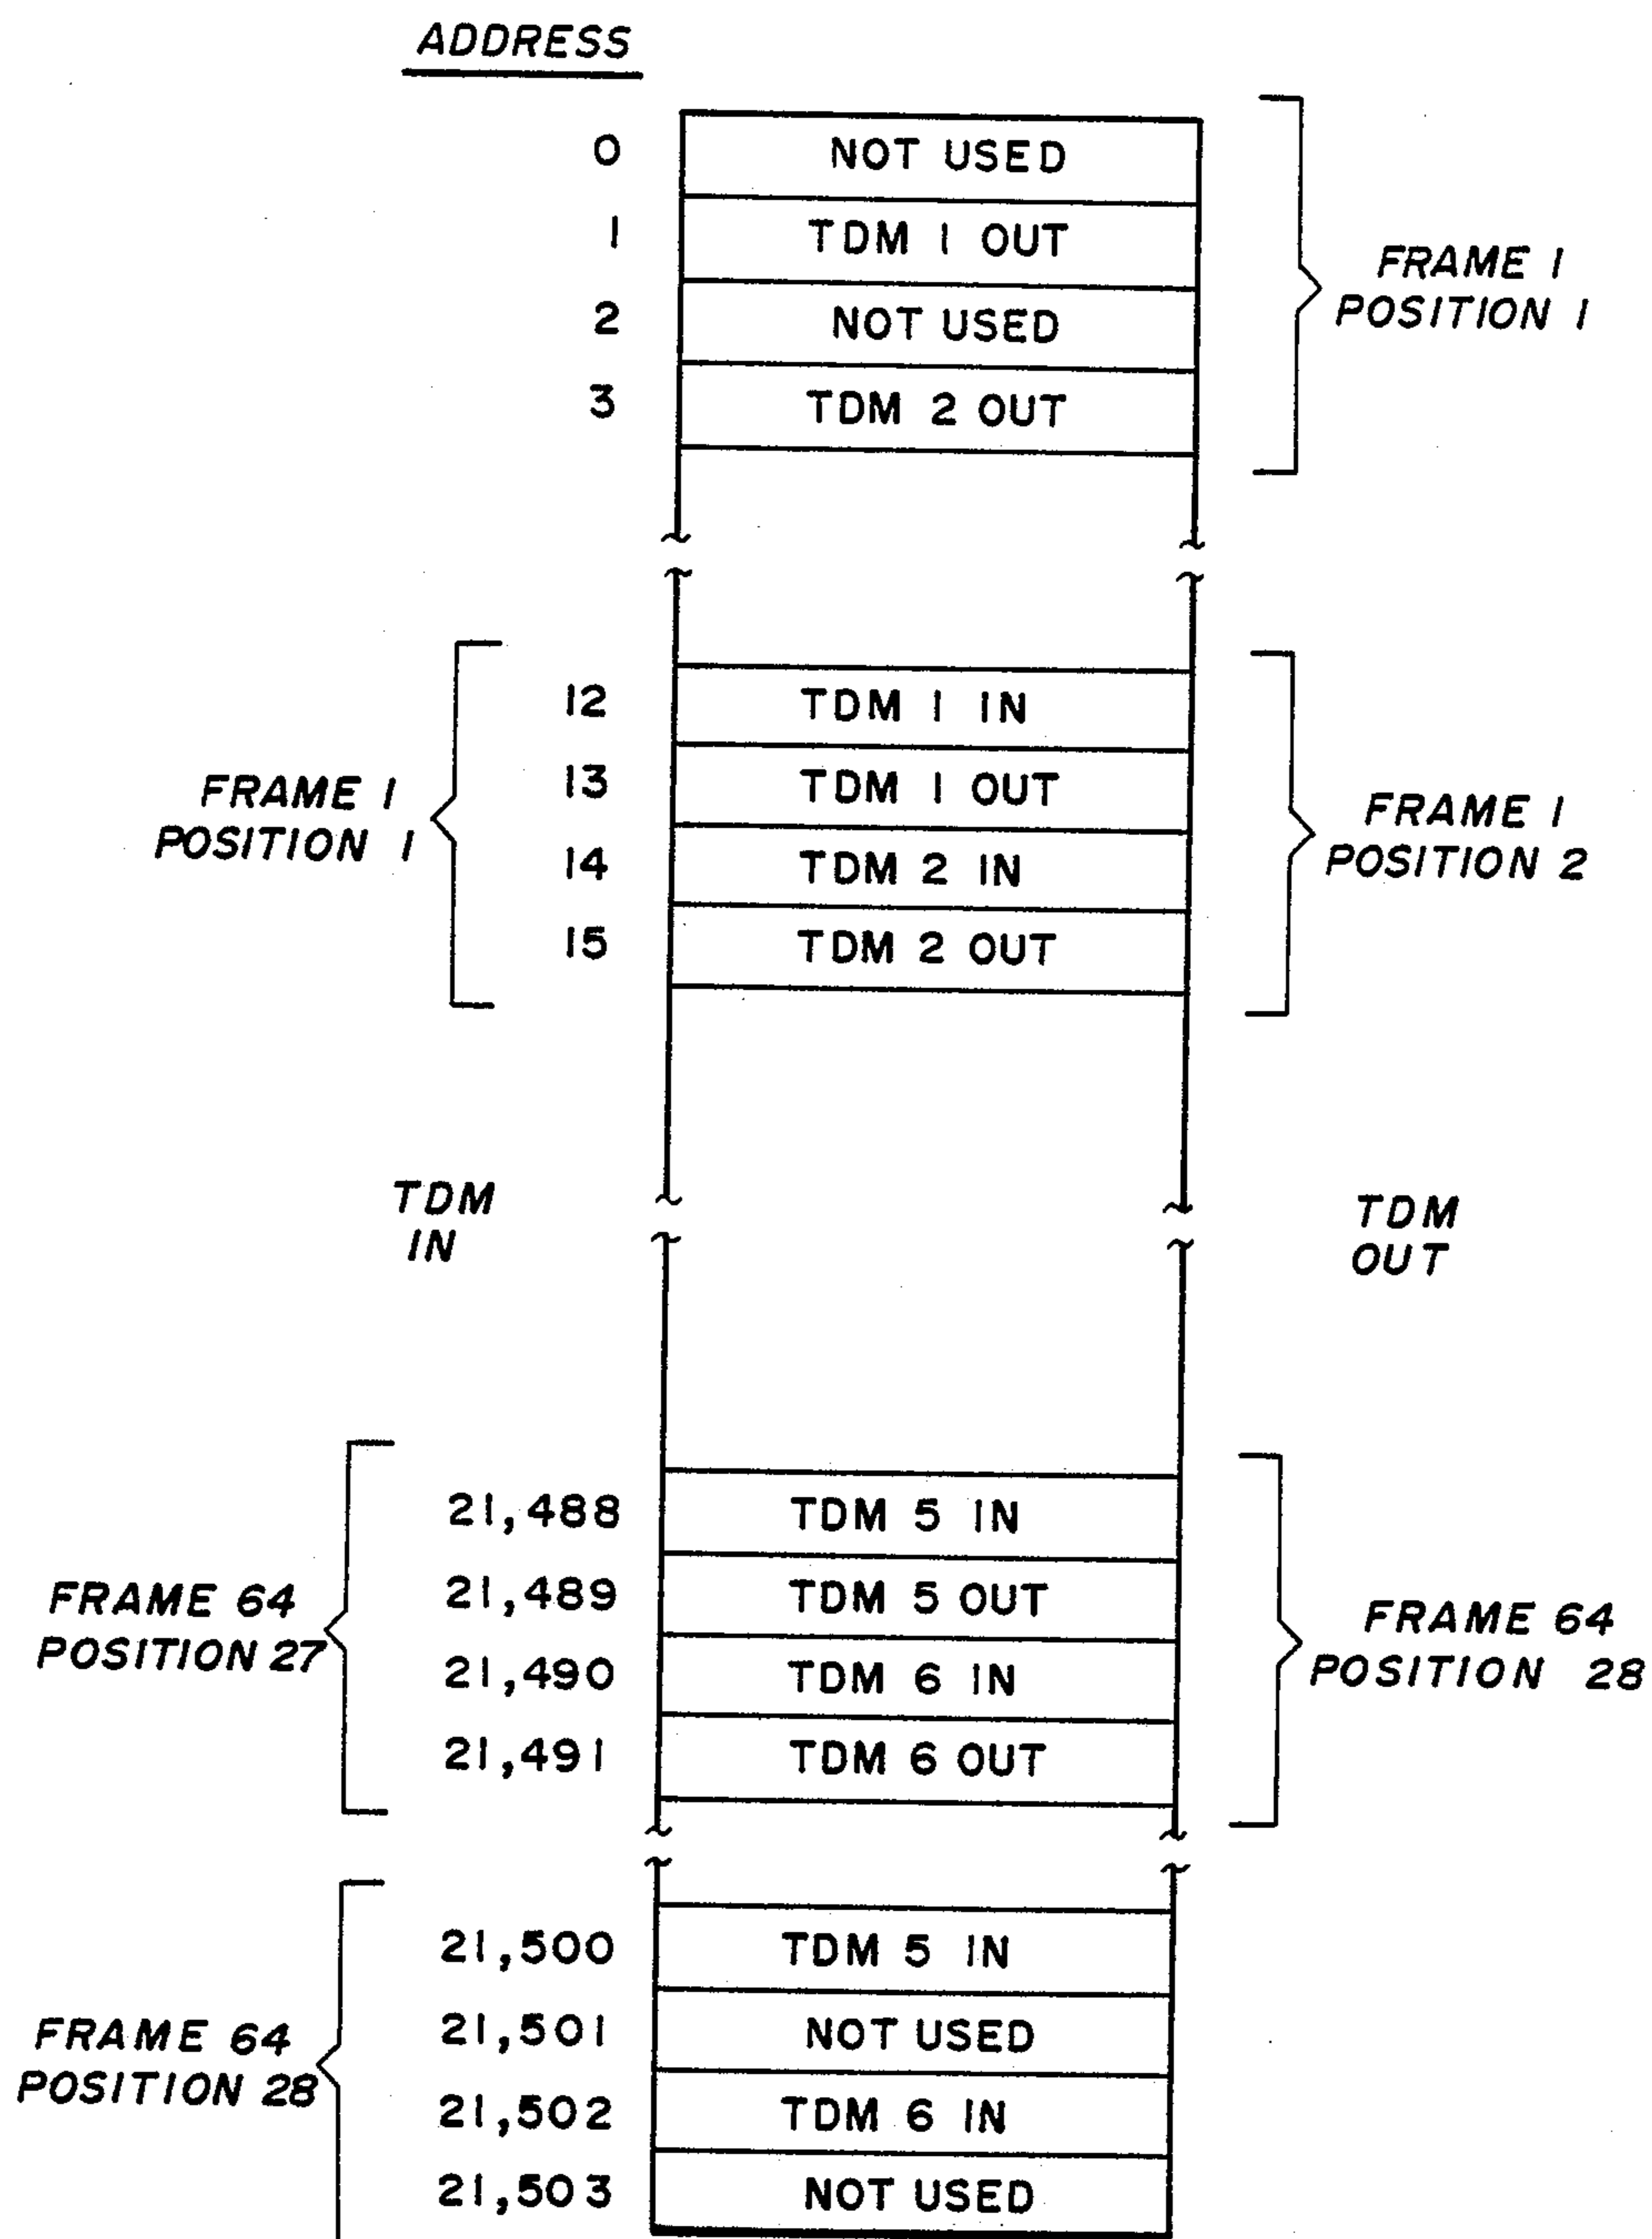 ADDRESS
0 NOT USED
1 TDM 1 OUT
2 NOT USED
3 TDM 2 OUT
FRAME 1
POSITION 1
FRAME 1
POSITION 1
12 TDM 1 IN
13 TDM 1 OUT
14 TDM 2 IN
15 TDM 2 OUT
FRAME 1
POSITION 2
TDM
IN
TDM
OUT
FRAME 64
POSITION 27
21,488 TDM 5 IN
21,489 TDM 5 OUT
21,490 TDM 6 IN
21,491 TDM 6 OUT
FRAME 64
POSITION 28
FRAME 64
POSITION 28
21,500 TDM 5 IN
21,501 NOT USED
21,502 TDM 6 IN
21,503 NOT USED